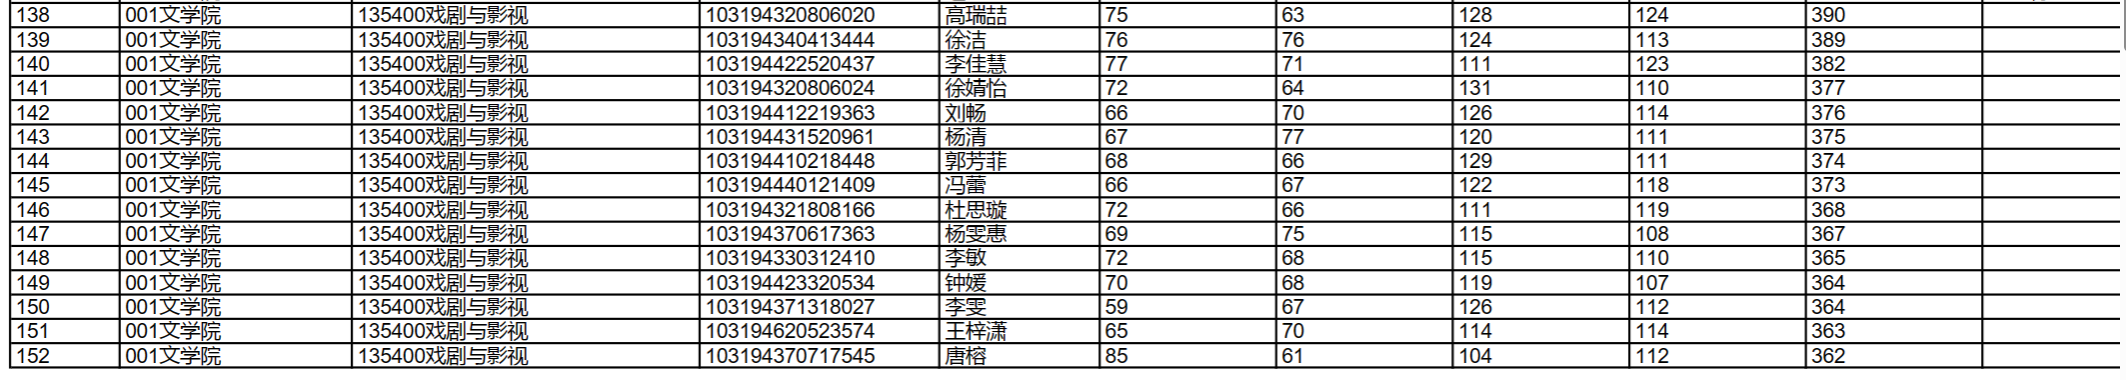 138 001文学院 135400戏剧与影视 103194320806020 高瑞喆 75 63 128 124 390
139 001文学院 135400戏剧与影视 103194340413444 徐洁 76 76 124 113 389
140 001文学院 135400戏剧与影视 103194422520437 李佳慧 77 71 111 123 382
141 001文学院 135400戏剧与影视 103194320806024 徐婧怡 72 64 131 110 377
142 001文学院 135400戏剧与影视 103194412219363 刘畅 66 70 126 114 376
143 001文学院 135400戏剧与影视 103194431520961 杨清 67 77 120 111 375
144 001文学院 135400戏剧与影视 103194410218448 郭芳菲 68 66 129 111 374
145 001文学院 135400戏剧与影视 103194440121409 冯蕾 66 67 122 118 373
146 001文学院 135400戏剧与影视 103194321808166 杜思璇 72 66 111 119 368
147 001文学院 135400戏剧与影视 103194370617363 杨雯惠 69 75 115 108 367
148 001文学院 135400戏剧与影视 103194330312410 李敏 72 68 115 110 365
149 001文学院 135400戏剧与影视 103194423320534 钟媛 70 68 119 107 364
150 001文学院 135400戏剧与影视 103194371318027 李雯 59 67 126 112 364
151 001文学院 135400戏剧与影视 103194620523574 王梓潇 65 70 114 114 363
152 001文学院 135400戏剧与影视 103194370717545 唐榕 85 61 104 112 362